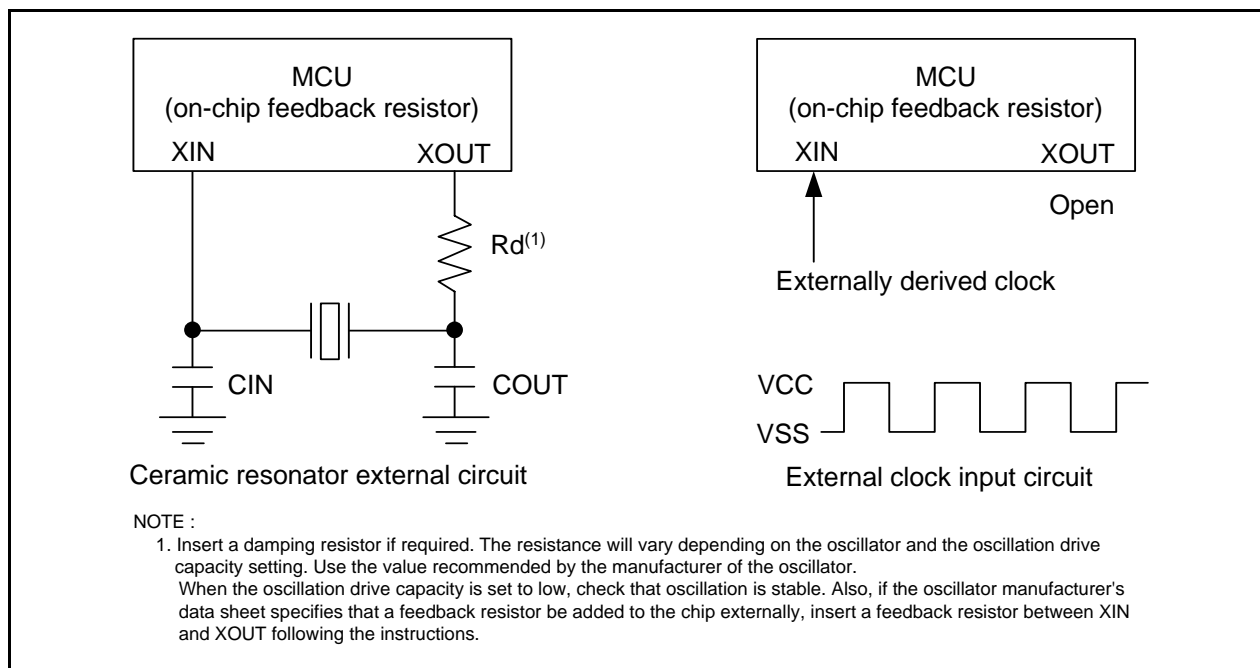 MCU
(on-chip feedback resistor)
XIN XOUT
Rd(1)
CIN COUT
Ceramic resonator external circuit
MCU
(on-chip feedback resistor)
XIN XOUT
Open
Externally derived clock
VCC
VSS
External clock input circuit
NOTE :
1. Insert a damping resistor if required. The resistance will vary depending on the oscillator and the oscillation drive
capacity setting. Use the value recommended by the manufacturer of the oscillator.
When the oscillation drive capacity is set to low, check that oscillation is stable. Also, if the oscillator manufacturer's
data sheet specifies that a feedback resistor be added to the chip externally, insert a feedback resistor between XIN
and XOUT following the instructions.